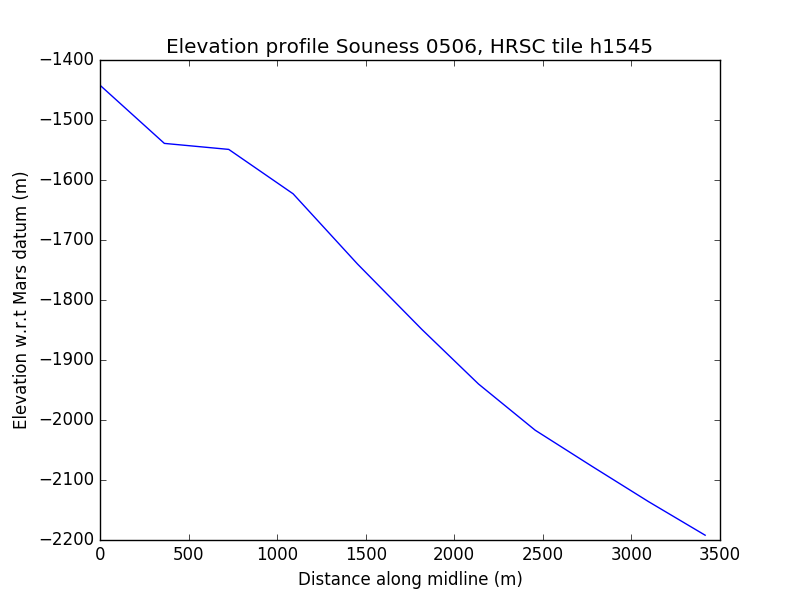 Elevation profile Souness 0506, HRSC tile h1545
−1400
−1500
−1600
−1700
−1800
−1900
−2000
−2100
−2200
Elevation w.r.t Mars datum (m)
0 500 1000 1500 2000 2500 3000 3500
Distance along midline (m)